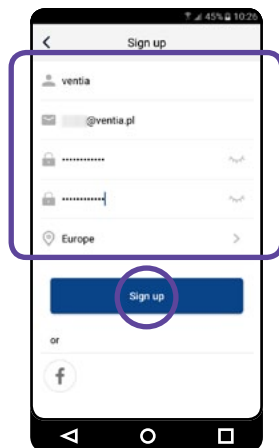 45% 10:26
Sign up
ventia
@ventia.pl
••••••••••••
••••••••••••
Europe
Sign up
or
f